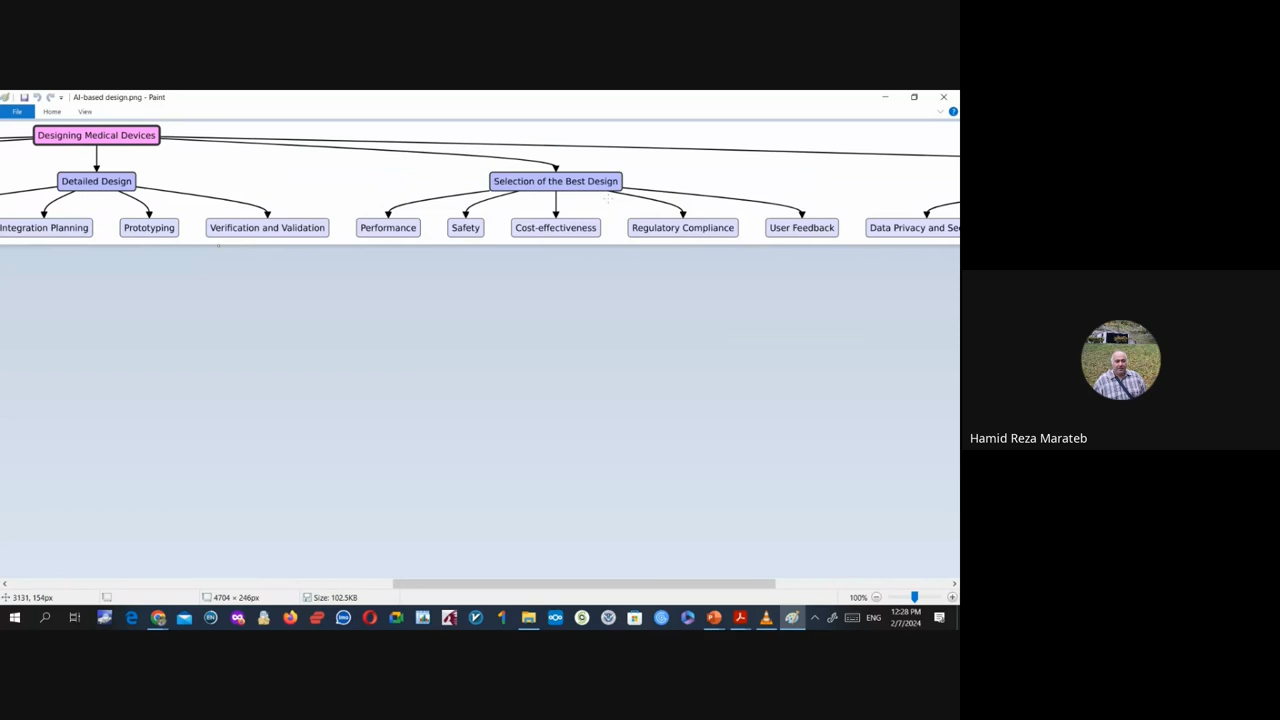 AI-based design.png - Paint
File Home View
Designing Medical Devices
Detailed Design Selection of the Best Design
Integration Planning Prototyping Verification and Validation Performance Safety Cost-effectiveness Regulatory Compliance User Feedback Data Privacy and Se
Hamid Reza Marateb
3131, 154px 4704 × 246px Size: 102.5KB 100%
ENG 12:28 PM
2/7/2024